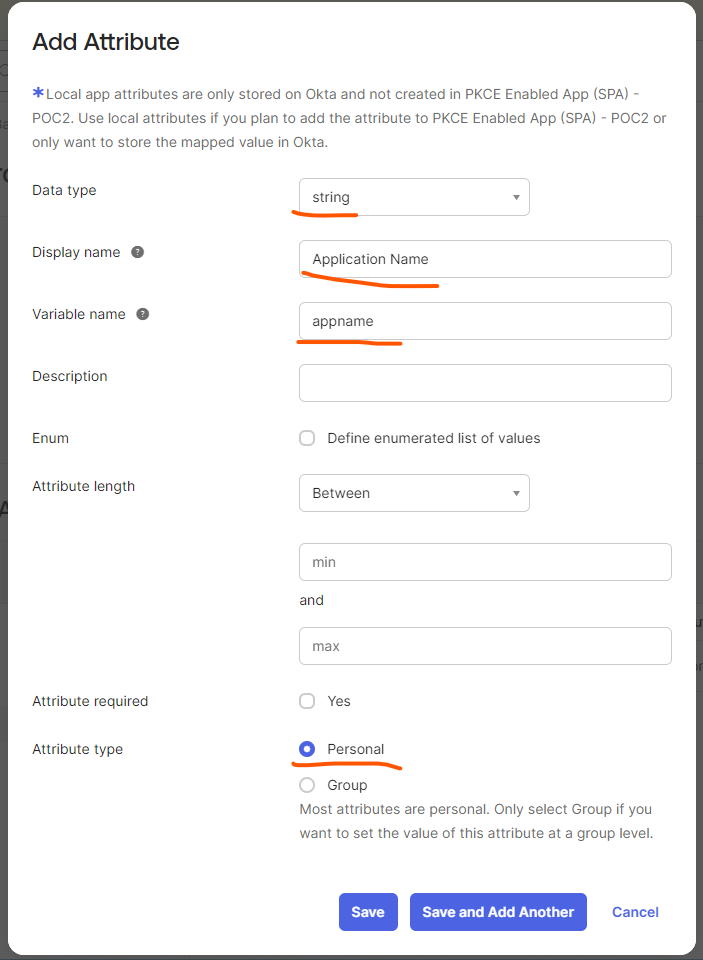 Add Attribute
*Local app attributes are only stored on Okta and not created in PKCE Enabled App (SPA) -
POC2. Use local attributes if you plan to add the attribute to PKCE Enabled App (SPA) - POC2 or
only want to store the mapped value in Okta.
Data type
string
Display name ?
Application Name
Variable name ?
appname
Description
Enum
Define enumerated list of values
Attribute length
Between
min
and
max
Attribute required
Yes
Attribute type
Personal
Group
Most attributes are personal. Only select Group if you
want to set the value of this attribute at a group level.
Save
Save and Add Another
Cancel